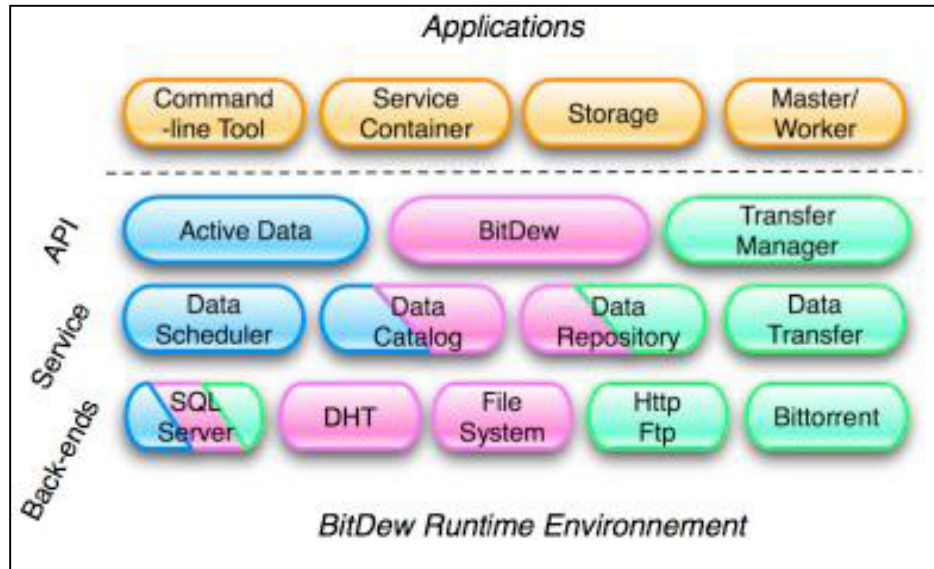 Applications
Command
-line Tool
Service
Container
Storage
Master/
Worker
API
Active Data
BitDew
Transfer
Manager
Service
Data
Scheduler
Data
Catalog
Data
Repository
Data
Transfer
Back-ends
SQL
Server
DHT
File
System
Http
Ftp
Bittorrent
BitDew Runtime Environnement